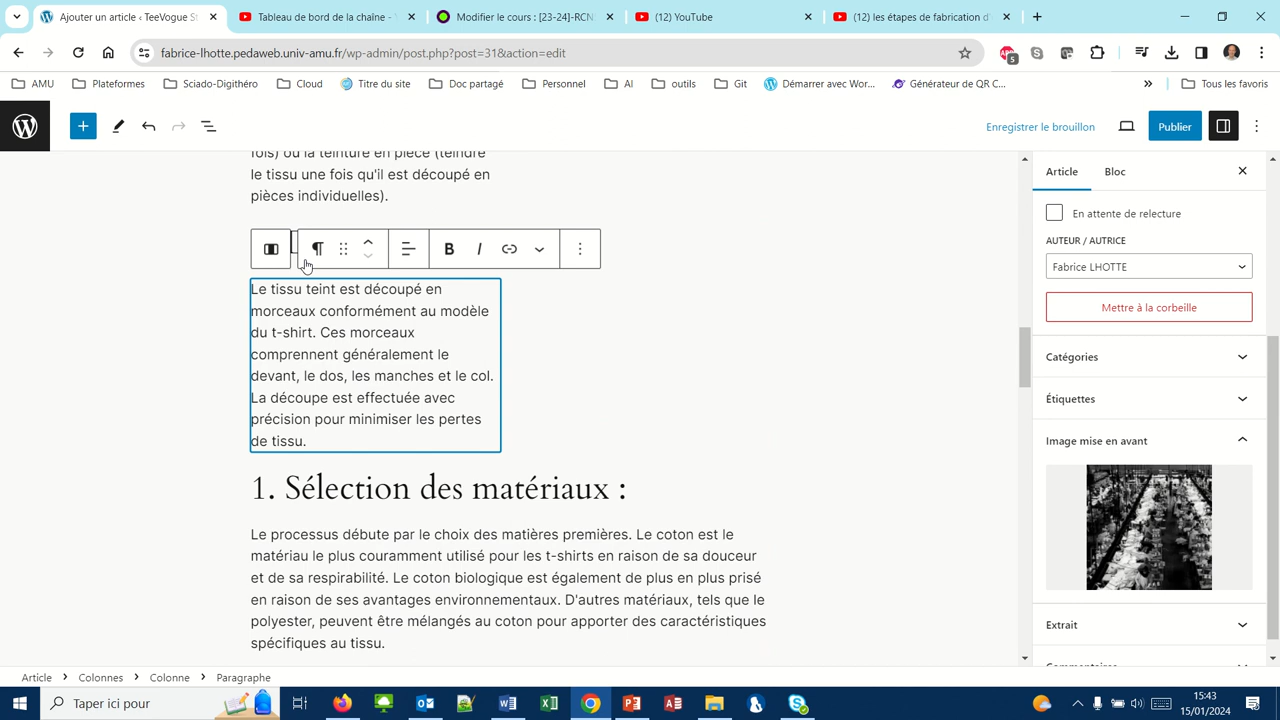 Ajouter un article ‹ TeeVogue St
Tableau de bord de la chaîne - 
Modifier le cours : [23-24]-RCN
(12) YouTube
(12) les étapes de fabrication d'
fabrice-lhotte.pedaweb.univ-amu.fr/wp-admin/post.php?post=31&action=edit
5
AMU
Plateformes
Sciado-Digithéro
Cloud
Titre du site
Doc partagé
Personnel
AI
outils
Git
Démarrer avec Wor...
Générateur de QR C...
»
Tous les favoris
Enregistrer le brouillon
Publier
fois) ou la teinture en pièce (teindre
le tissu une fois qu'il est découpé en
pièces individuelles).
B I
Le tissu teint est découpé en
morceaux conformément au modèle
du t-shirt. Ces morceaux
comprennent généralement le
devant, le dos, les manches et le col.
La découpe est effectuée avec
précision pour minimiser les pertes
de tissu.
1. Sélection des matériaux :
Le processus débute par le choix des matières premières. Le coton est le
matériau le plus couramment utilisé pour les t-shirts en raison de sa douceur
et de sa respirabilité. Le coton biologique est également de plus en plus prisé
en raison de ses avantages environnementaux. D'autres matériaux, tels que le
polyester, peuvent être mélangés au coton pour apporter des caractéristiques
spécifiques au tissu.
Article
Bloc
En attente de relecture
AUTEUR / AUTRICE
Fabrice LHOTTE
Mettre à la corbeille
Catégories
Étiquettes
Image mise en avant
Extrait
Commentaires
Article › Colonnes › Colonne › Paragraphe
Taper ici pour
15:43
15/01/2024